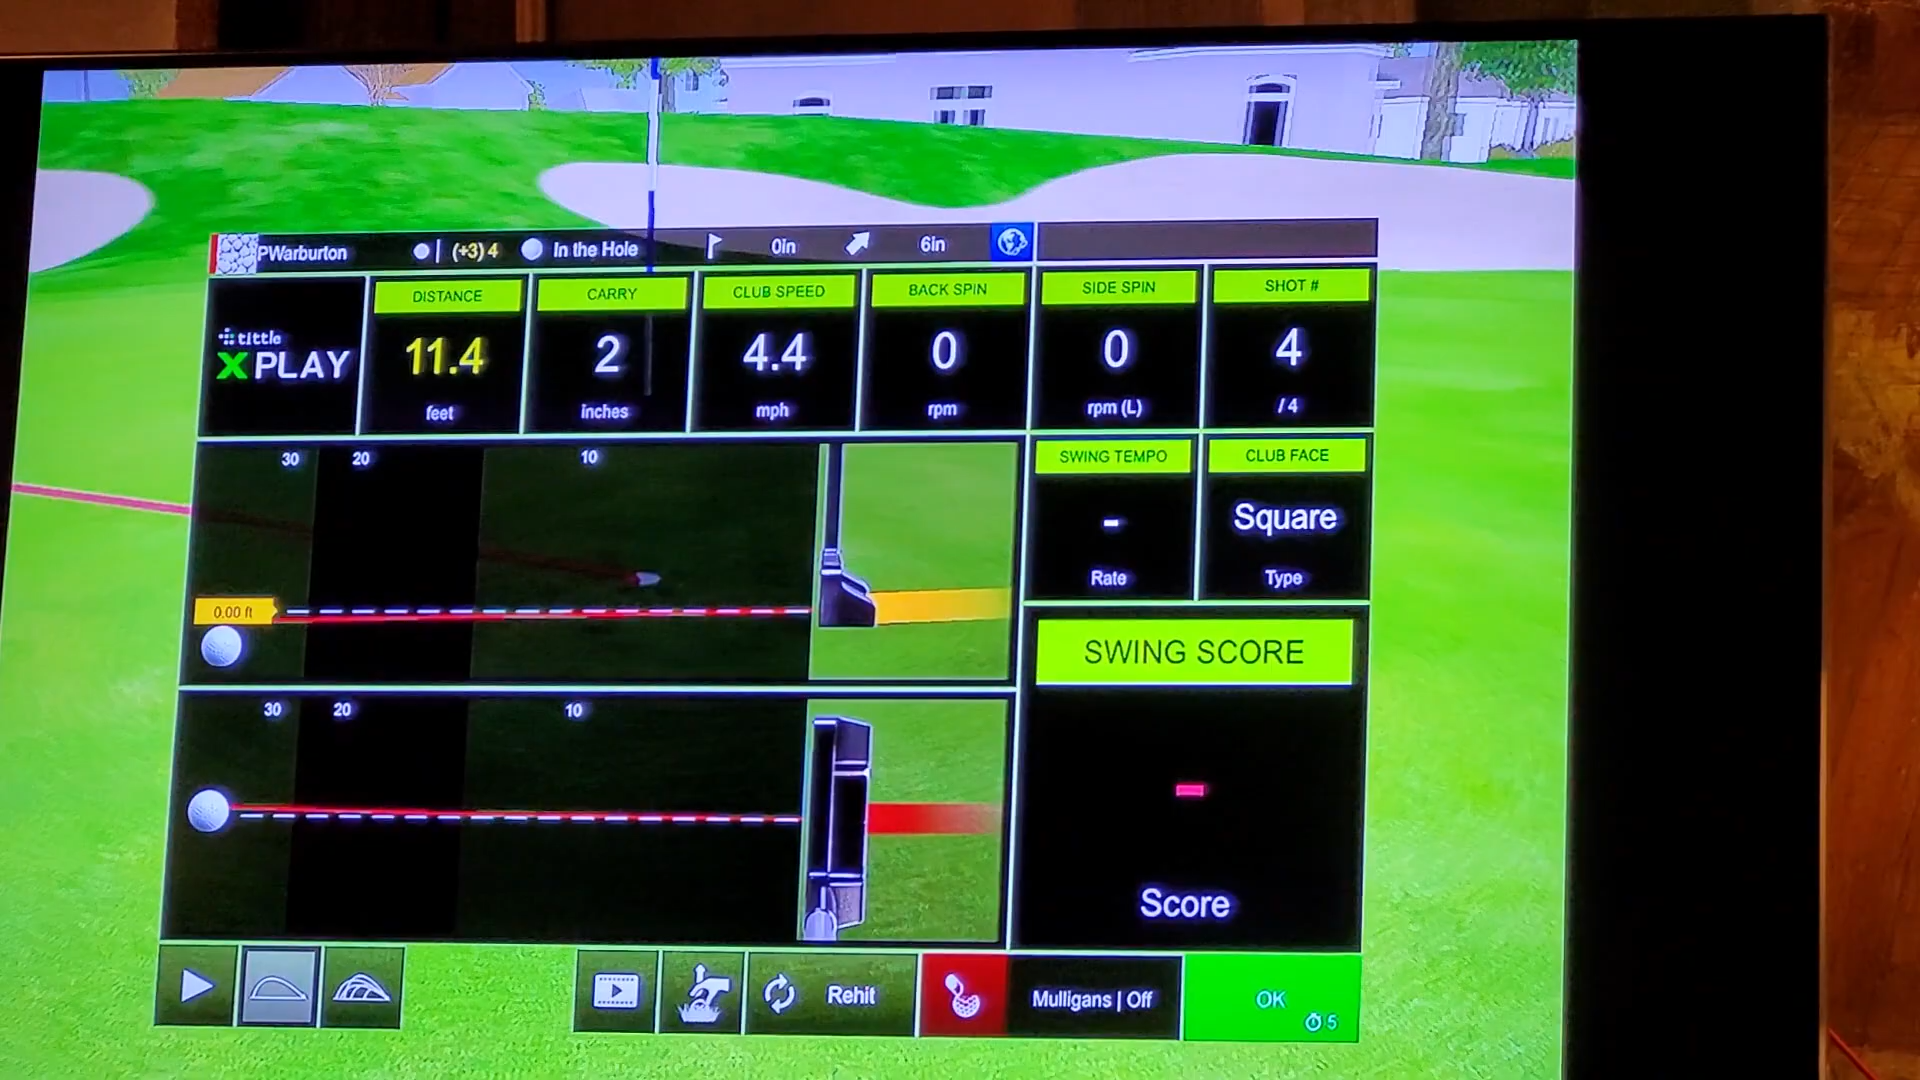 PWarburton (+3) 4 In the Hole 0in 6in
DISTANCE CARRY CLUB SPEED BACK SPIN SIDE SPIN SHOT #
tittle
X PLAY
11.4 2 4.4 0 0 4
feet inches mph rpm rpm (L) / 4
30 20 10
SWING TEMPO CLUB FACE
- Square
Rate Type
0.00 ft
SWING SCORE
30 20 10
-
Score
Rehit Mulligans | Off OK
5